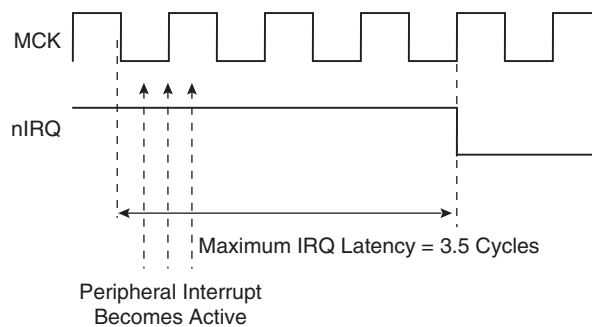 MCK
nIRQ
Maximum IRQ Latency = 3.5 Cycles
Peripheral Interrupt
Becomes Active